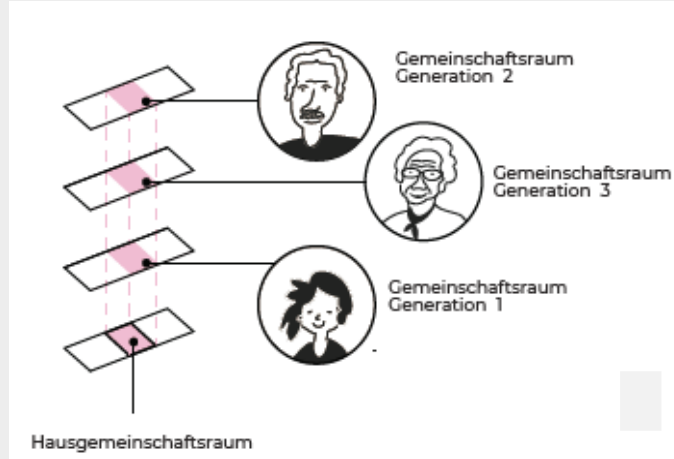 Gemeinschaftsraum
Generation 2
Gemeinschaftsraum
Generation 3
Gemeinschaftsraum
Generation 1
Hausgemeinschaftsraum